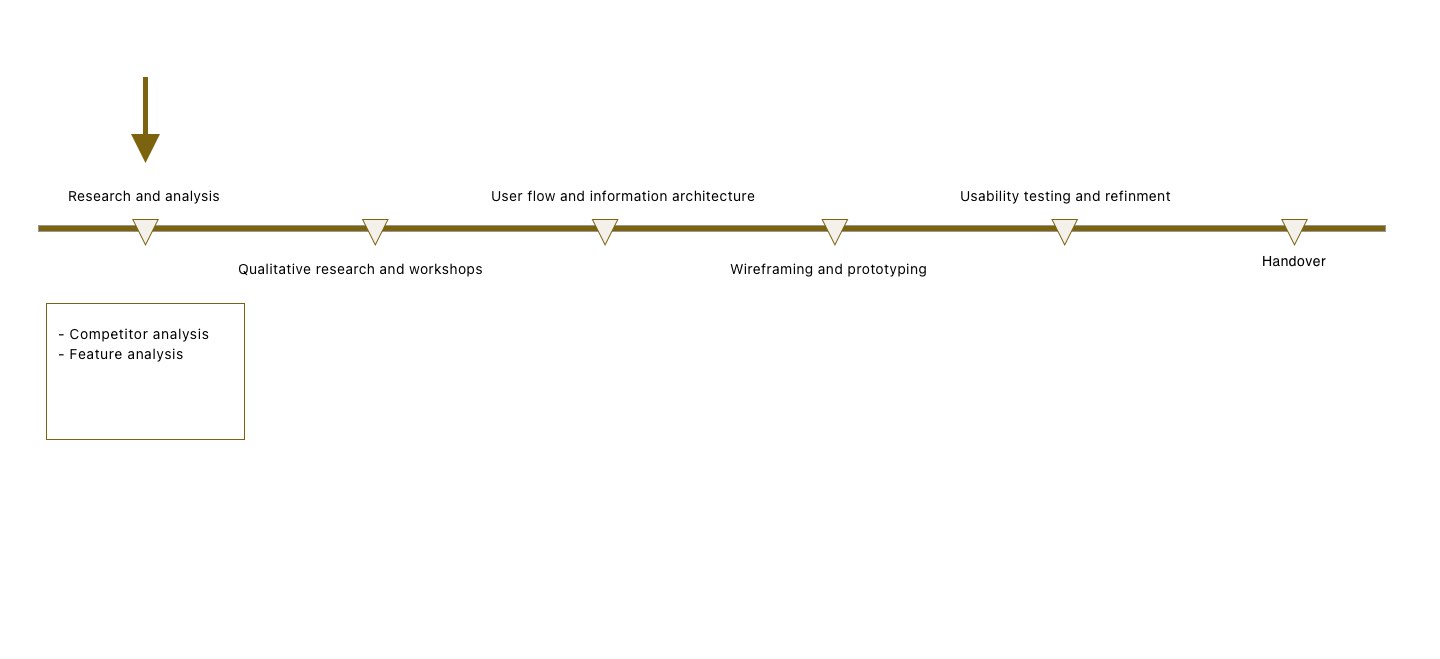 Research and analysis
User flow and information architecture
Usability testing and refinment
Qualitative research and workshops
Wireframing and prototyping
Handover
- Competitor analysis
- Feature analysis